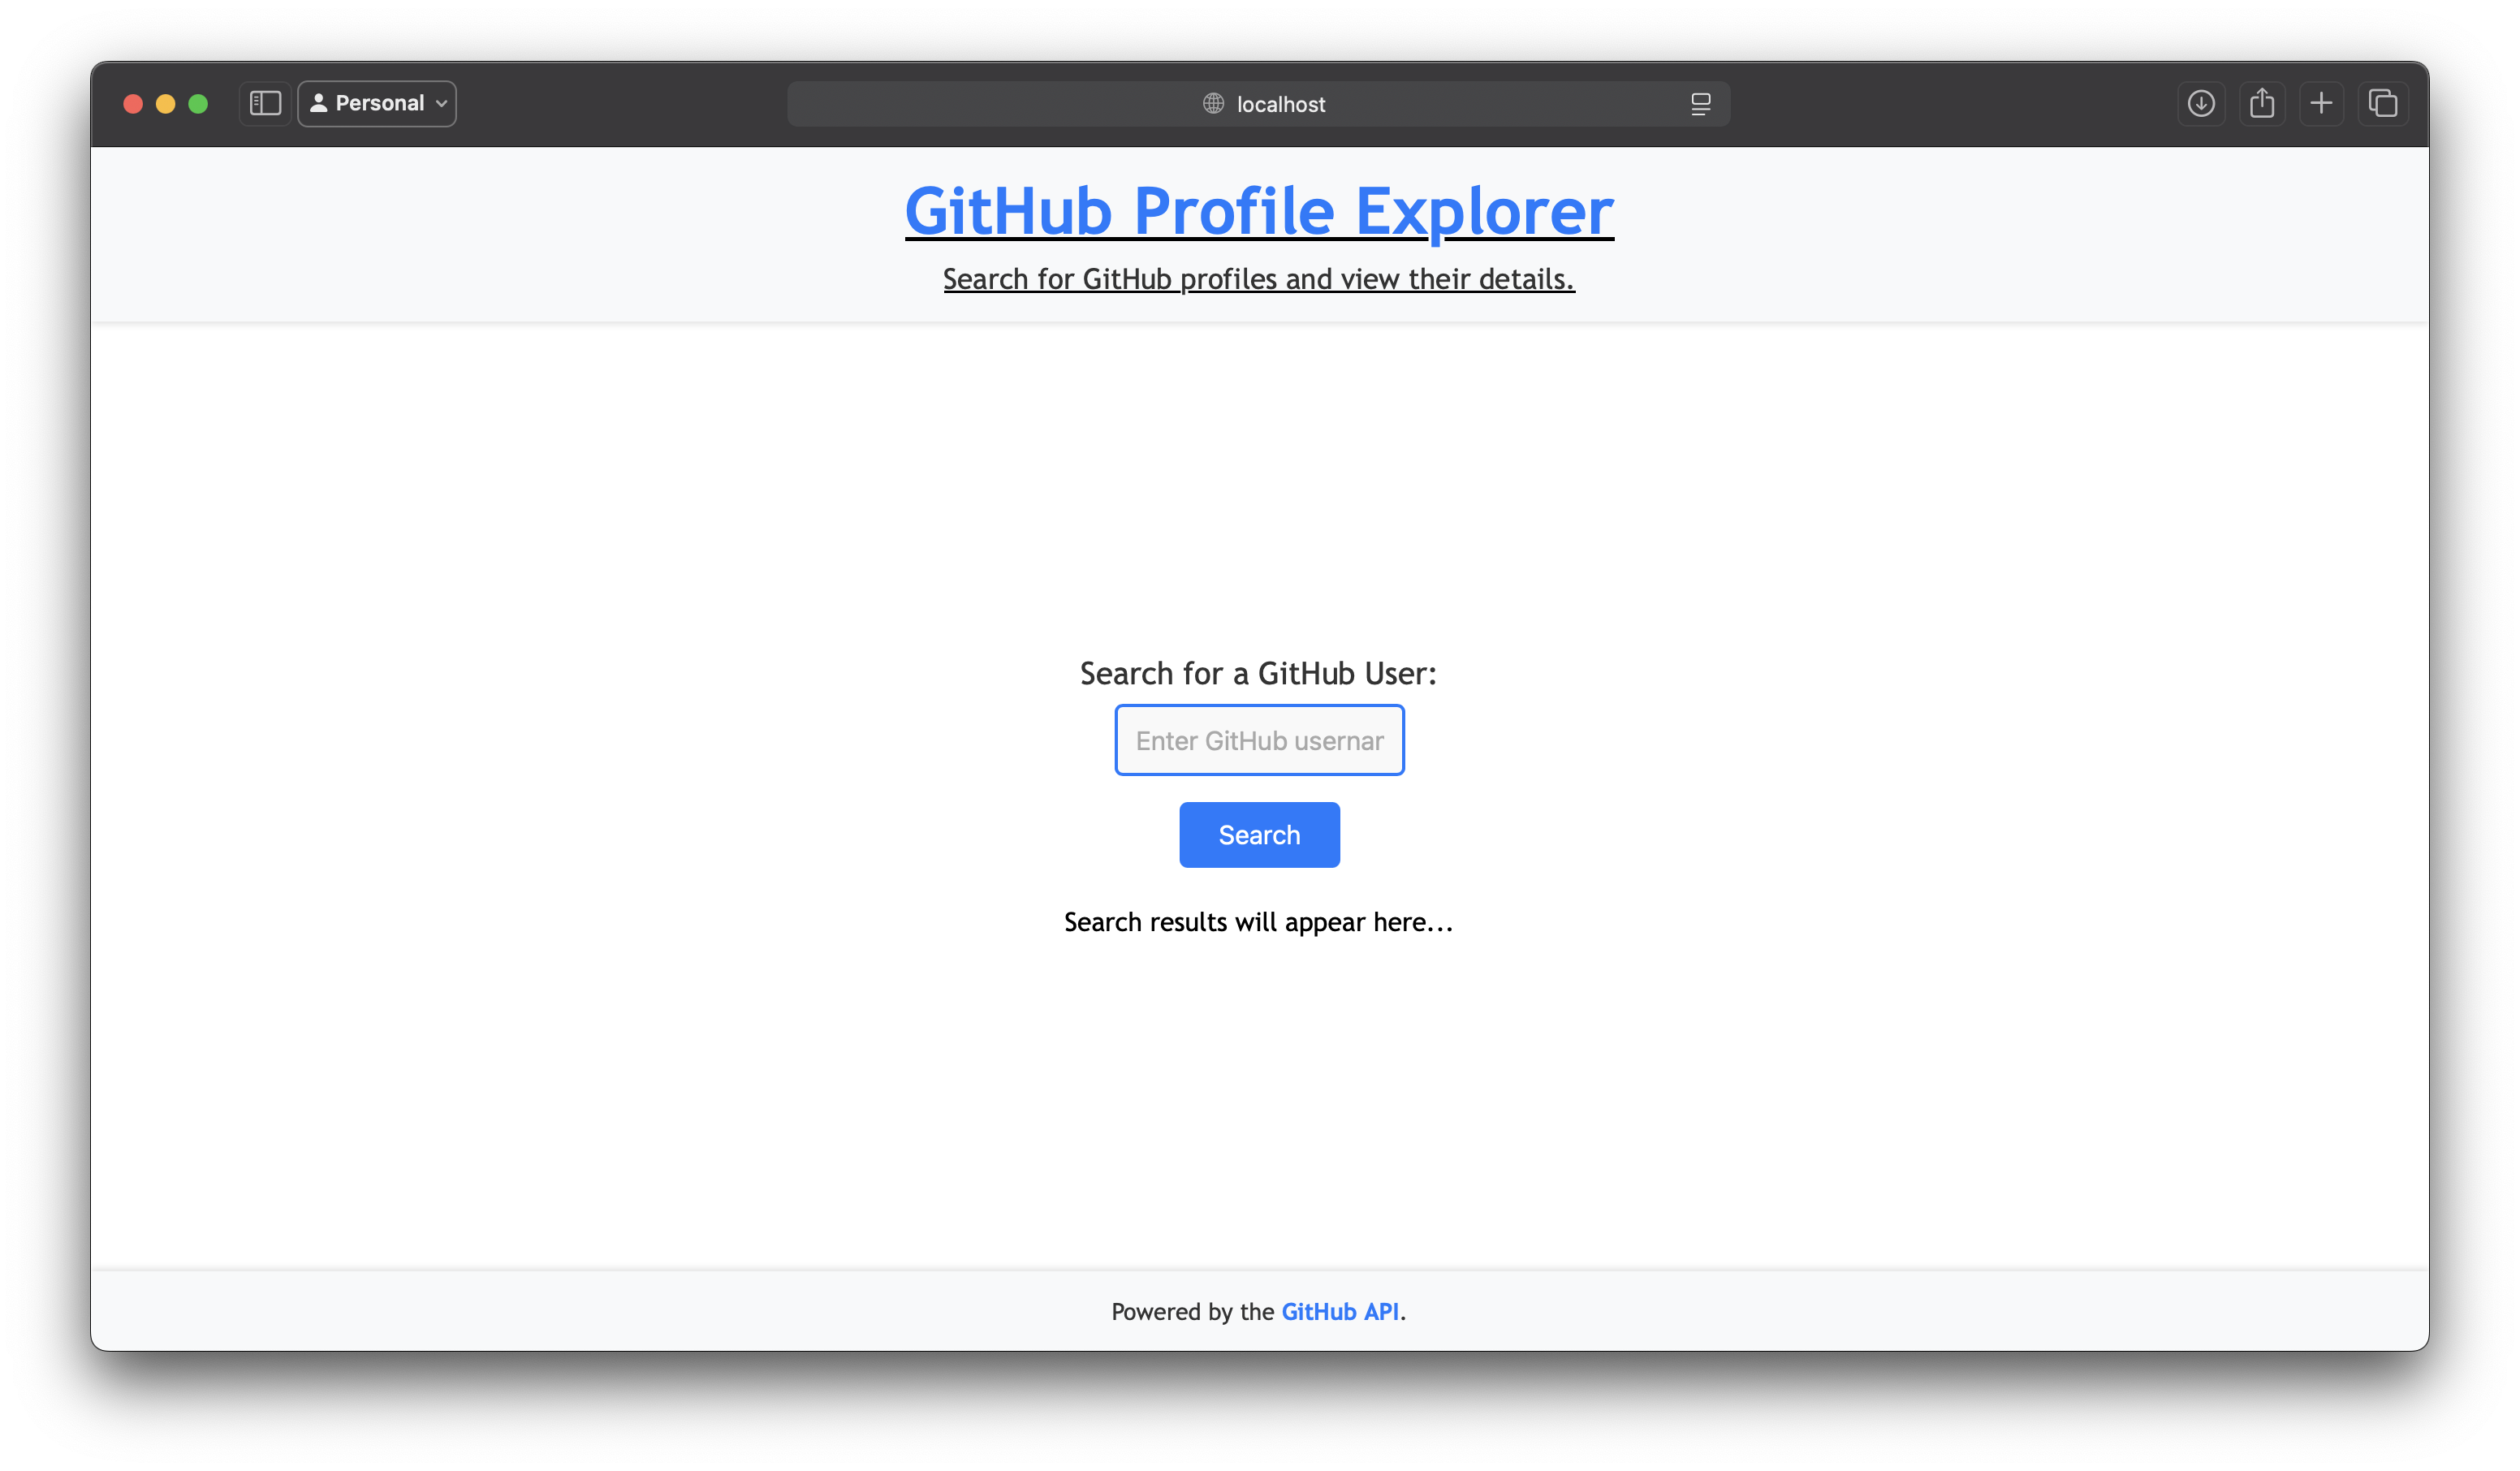 Personal
localhost
GitHub Profile Explorer
Search for GitHub profiles and view their details.
Search for a GitHub User:
Enter GitHub usernar
Search
Search results will appear here...
Powered by the GitHub API.